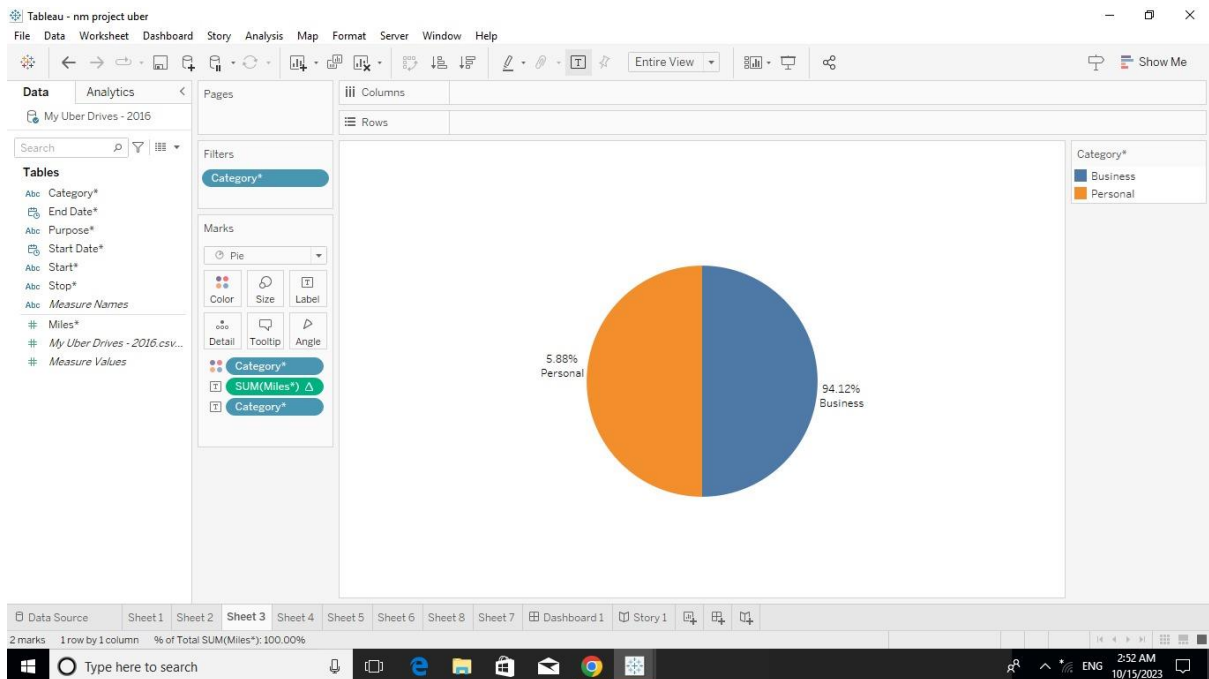 Tableau - nm project uber
File Data Worksheet Dashboard Story Analysis Map Format Server Window Help
Entire View
Show Me
Data Analytics
My Uber Drives - 2016
Search
Tables
Abc Category*
End Date*
Abc Purpose*
Start Date*
Abc Start*
Abc Stop*
Abc Measure Names
# Miles*
# My Uber Drives - 2016.csv...
# Measure Values
Pages
Filters
Category*
Marks
Pie
Color Size Label
Detail Tooltip Angle
Category*
SUM(Miles*) Δ
Category*
Columns
Rows
5.88%
Personal
94.12%
Business
Category*
Business
Personal
Data Source Sheet 1 Sheet 2 Sheet 3 Sheet 4 Sheet 5 Sheet 6 Sheet 8 Sheet 7 Dashboard 1 Story 1
2 marks 1 row by 1 column % of Total SUM(Miles*): 100.00%
Type here to search
ENG
2:52 AM
10/15/2023